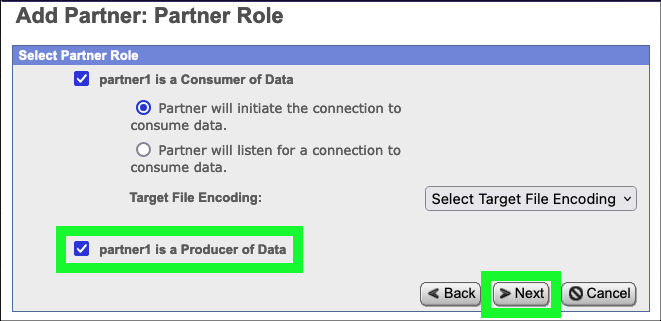 Add Partner: Partner Role
Select Partner Role
partner1 is a Consumer of Data
Partner will initiate the connection to
consume data.
Partner will listen for a connection to
consume data.
Target File Encoding: Select Target File Encoding
partner1 is a Producer of Data
Back Next Cancel